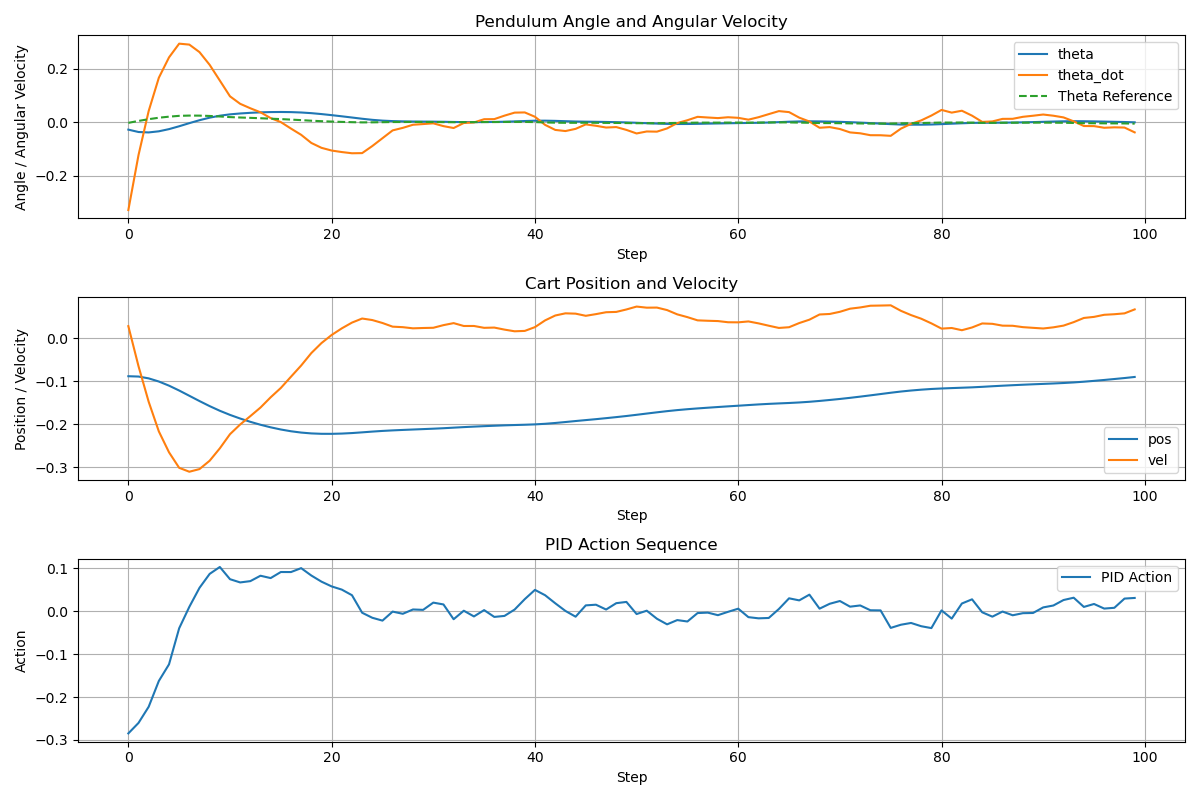 Pendulum Angle and Angular Velocity
Angle / Angular Velocity
0.2
0.0
−0.2
theta
theta_dot
Theta Reference
0 20 40 60 80 100
Step
Cart Position and Velocity
Position / Velocity
0.0
−0.1
−0.2
−0.3
pos
vel
0 20 40 60 80 100
Step
PID Action Sequence
Action
0.1
0.0
−0.1
−0.2
−0.3
PID Action
0 20 40 60 80 100
Step